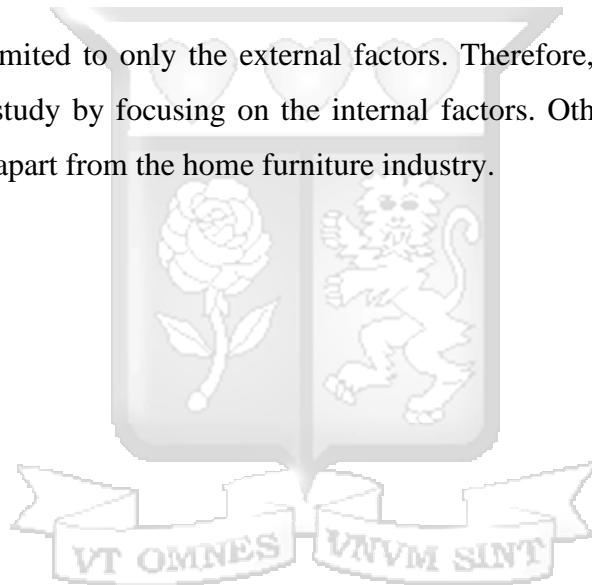 mited to only the external factors. Therefore,
study by focusing on the internal factors. Oth
apart from the home furniture industry.
VT OMNES VNVM SINT